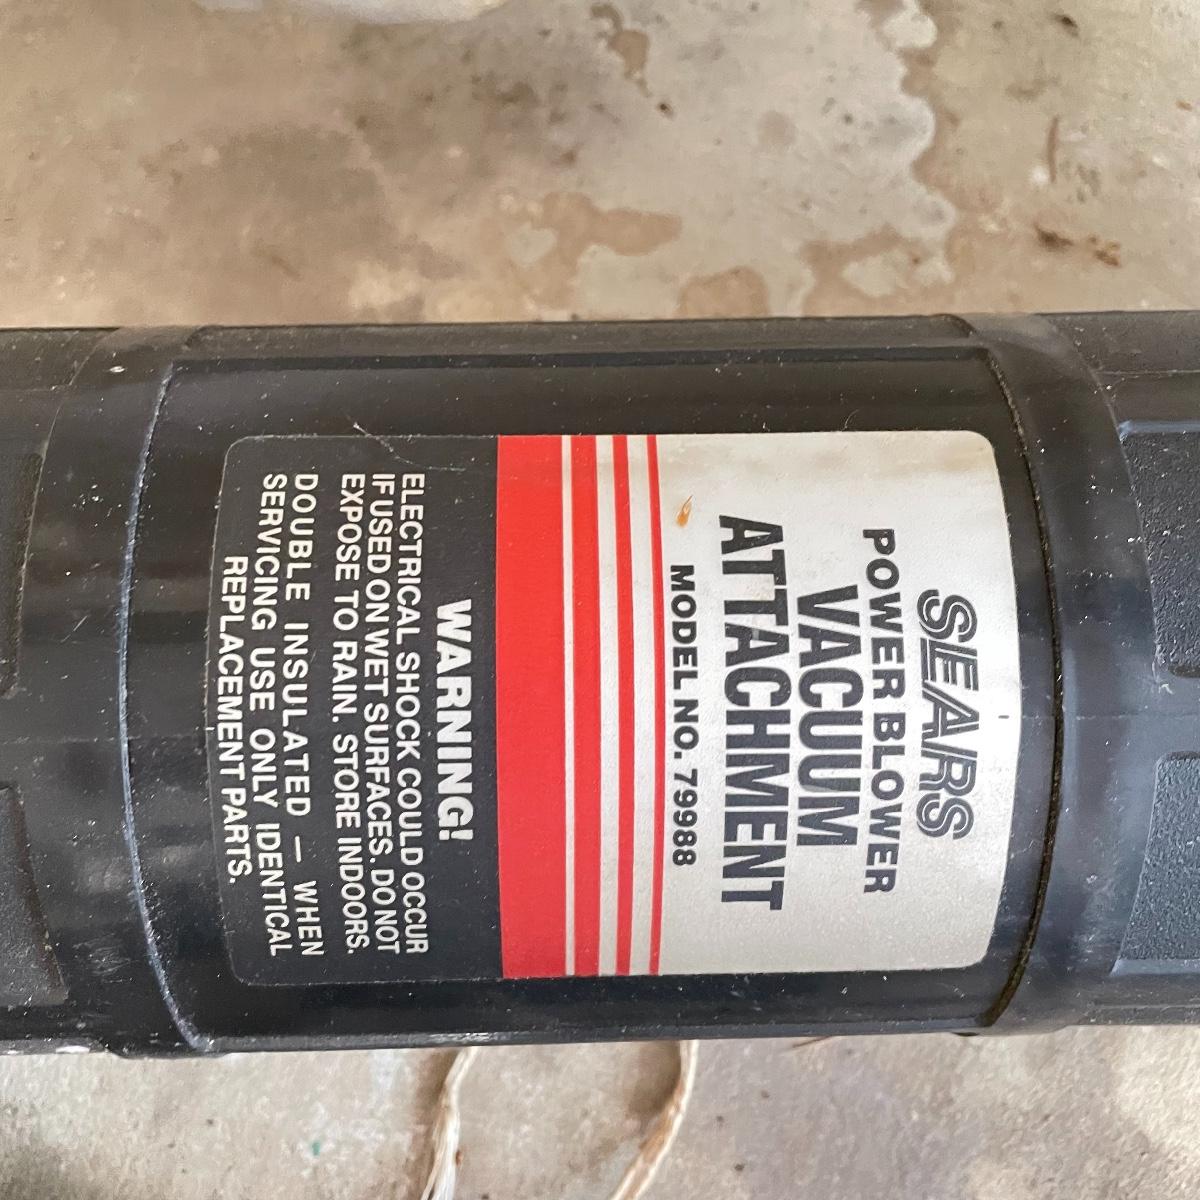 SEARS
POWER BLOWER
VACUUM
ATTACHMENT
MODEL NO. 79988
WARNING!
ELECTRICAL SHOCK COULD OCCUR
IF USED ON WET SURFACES. DO NOT
EXPOSE TO RAIN. STORE INDOORS.
DOUBLE INSULATED — WHEN
SERVICING USE ONLY IDENTICAL
REPLACEMENT PARTS.